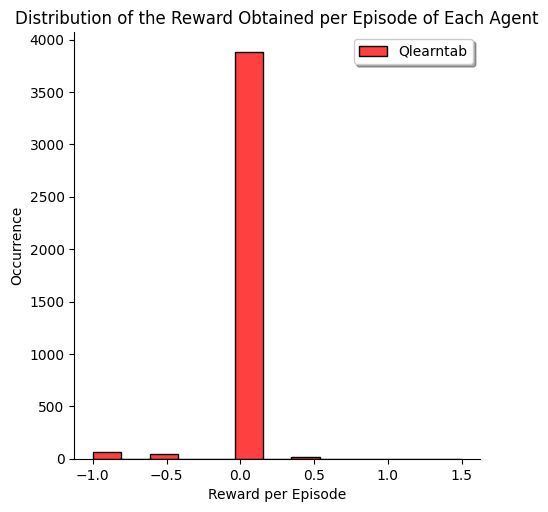 Distribution of the Reward Obtained per Episode of Each Agent
Qlearntab
4000
3500
3000
2500
2000
1500
1000
500
0
Occurrence
−1.0 −0.5 0.0 0.5 1.0 1.5
Reward per Episode